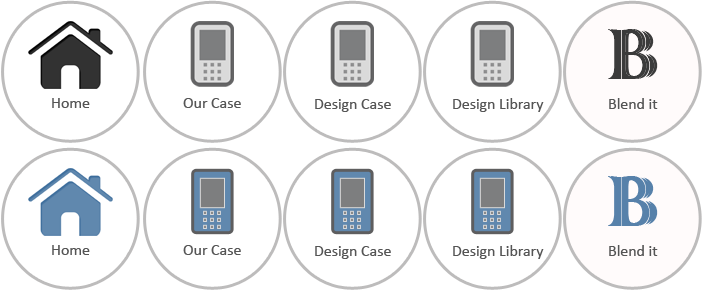 B
Home
Our Case
Design Case
Design Library
Blend it
B
Home
Our Case
Design Case
Design Library
Blend it